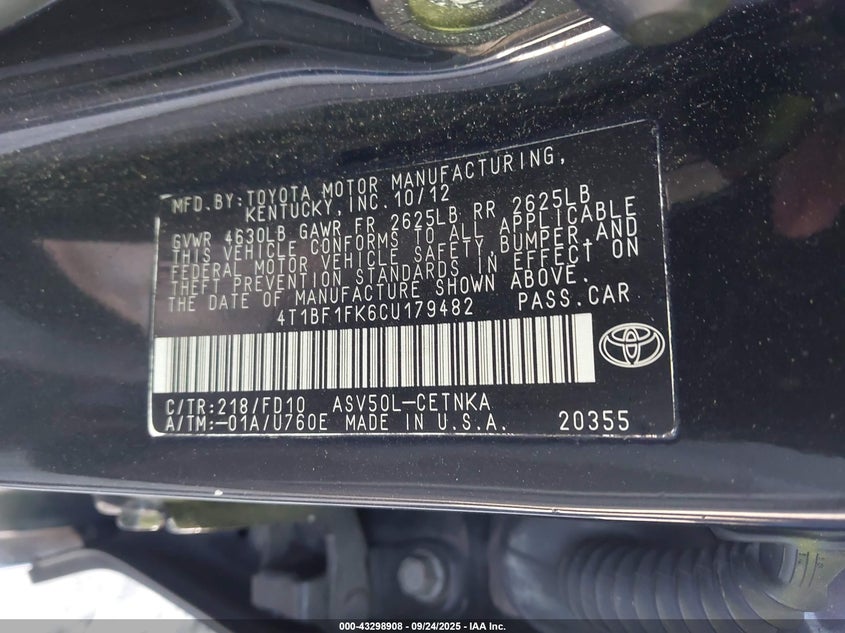 MFD. BY: TOYOTA MOTOR MANUFACTURING,
KENTUCKY, INC. 10/12
GVWR 4630LB GAWR FR 2625LB RR 2625LB
THIS VEHICLE CONFORMS TO ALL APPLICABLE
FEDERAL MOTOR VEHICLE SAFETY, BUMPER, AND
THEFT PREVENTION STANDARDS IN EFFECT ON
THE DATE OF MANUFACTURE SHOWN ABOVE.
4T1BF1FK6CU179482 PASS.CAR
C/TR:218/FD10 ASV50L-CETNKA
A/TM:-01A/U760E MADE IN U.S.A. 20355
000-43298908 - 09/24/2025 - IAA Inc.